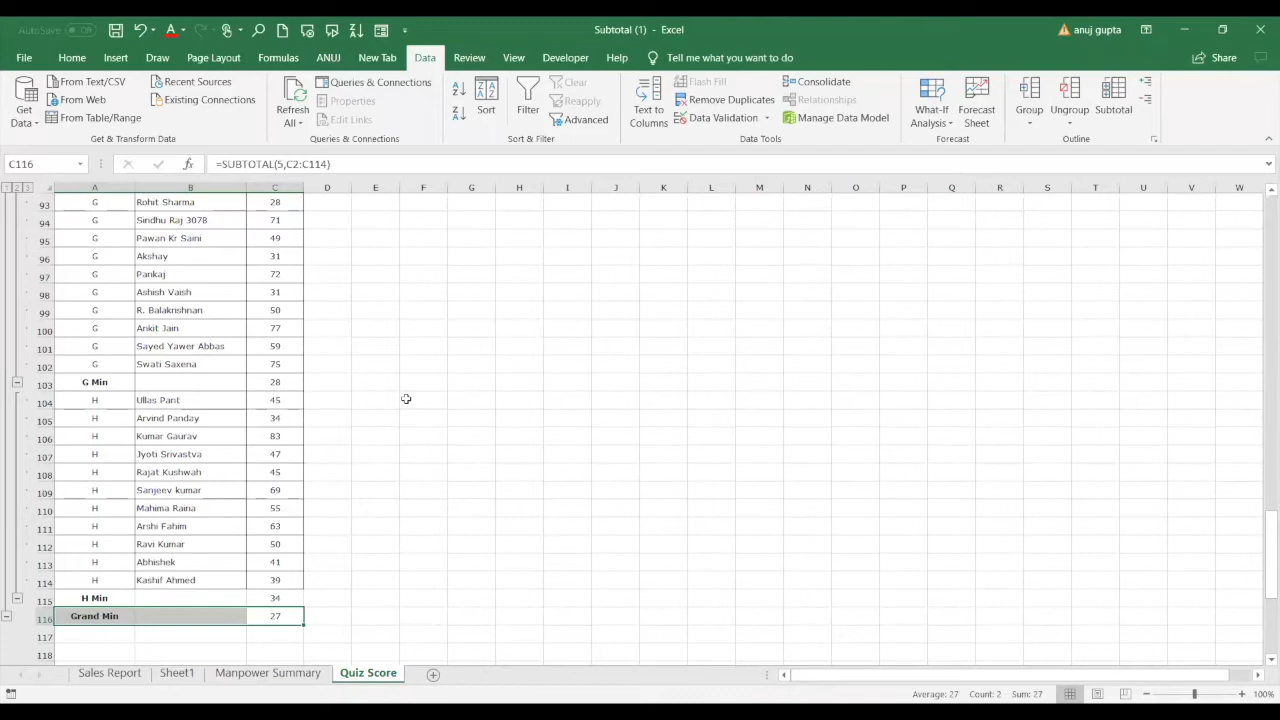 AutoSave Off Subtotal (1) - Excel anuj gupta
File Home Insert Draw Page Layout Formulas ANUJ New Tab Data Review View Developer Help Tell me what you want to do Share
Get Data
From Text/CSV
From Web
From Table/Range
Recent Sources
Existing Connections
Get & Transform Data
Refresh All
Queries & Connections
Properties
Edit Links
Queries & Connections
Sort
Filter
Clear
Reapply
Advanced
Sort & Filter
Text to Columns
Flash Fill
Remove Duplicates
Data Validation
Consolidate
Relationships
Manage Data Model
Data Tools
What-If Analysis
Forecast Sheet
Forecast
Group
Ungroup
Subtotal
Outline
C116 fx =SUBTOTAL(5,C2:C114)
1 2 3 A B C D E F G H I J K L M N O P Q R S T U V W
93 G Rohit Sharma 28
94 G Sindhu Raj 3078 71
95 G Pawan Kr Saini 49
96 G Akshay 31
97 G Pankaj 72
98 G Ashish Vaish 31
99 G R. Balakrishnan 50
100 G Ankit Jain 77
101 G Sayed Yawer Abbas 59
102 G Swati Saxena 75
103 G Min 28
104 H Ullas Pant 45
105 H Arvind Panday 34
106 H Kumar Gaurav 83
107 H Jyoti Srivastva 47
108 H Rajat Kushwah 45
109 H Sanjeev kumar 69
110 H Mahima Raina 55
111 H Arshi Fahim 63
112 H Ravi Kumar 50
113 H Abhishek 41
114 H Kashif Ahmed 39
115 H Min 34
116 Grand Min 27
117
118
Sales Report Sheet1 Manpower Summary Quiz Score
Average: 27 Count: 2 Sum: 27 100%